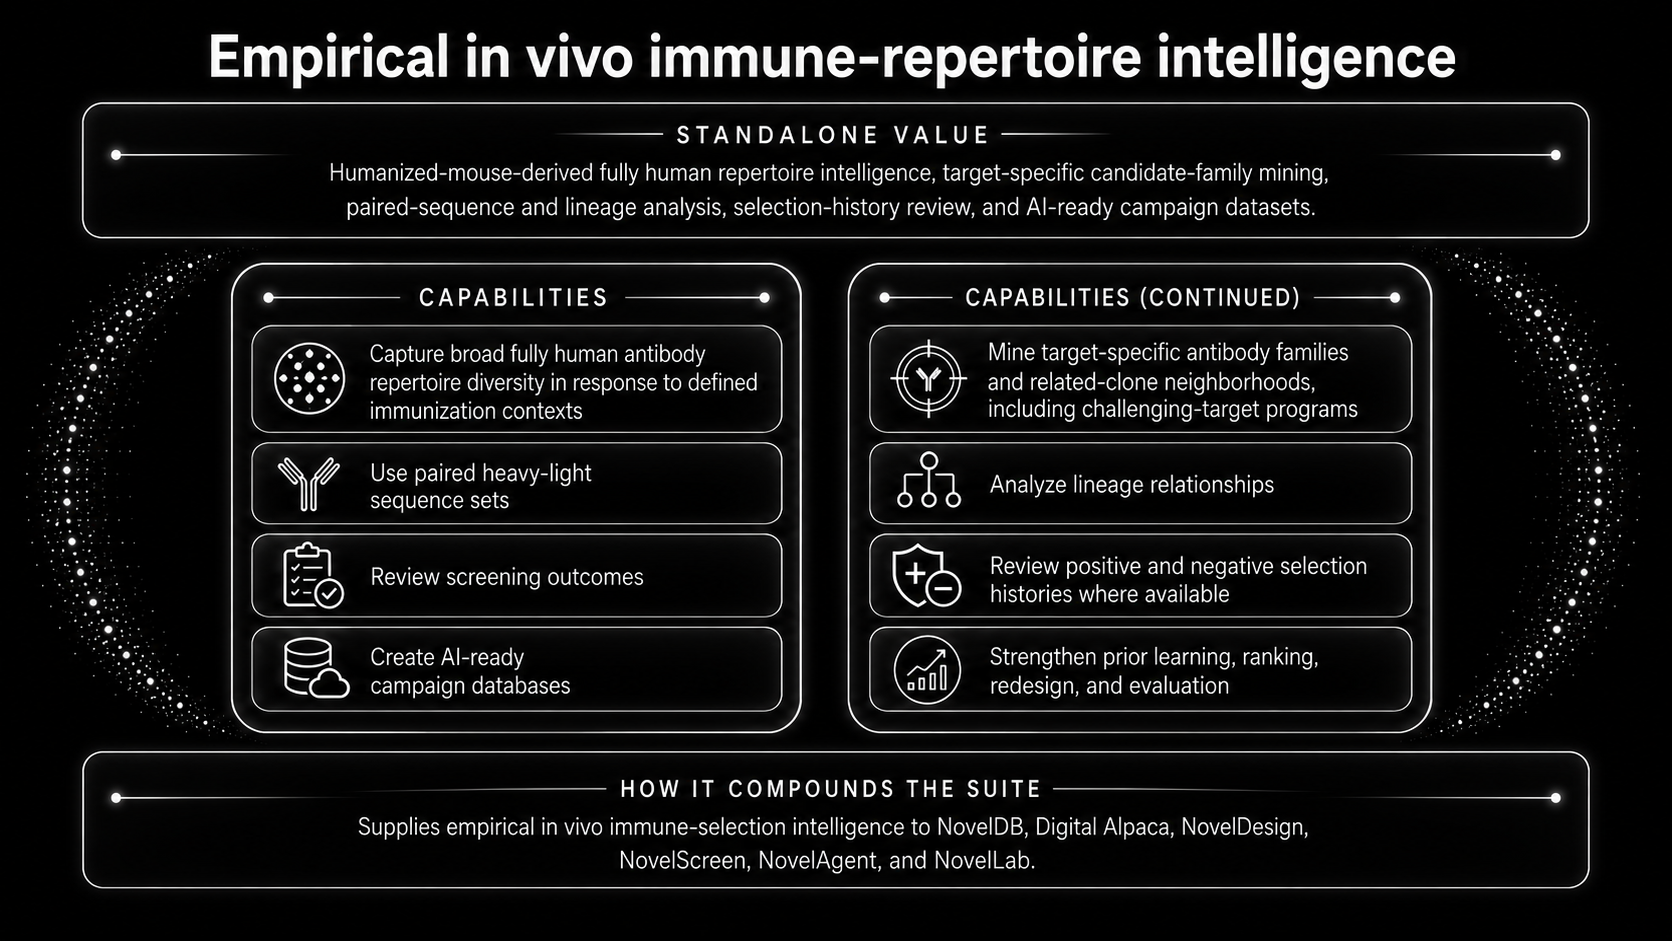 Empirical in vivo immune-repertoire intelligence
STANDALONE VALUE
Humanized-mouse-derived fully human repertoire intelligence, target-specific candidate-family mining,
paired-sequence and lineage analysis, selection-history review, and AI-ready campaign datasets.
CAPABILITIES
Capture broad fully human antibody
repertoire diversity in response to defined
immunization contexts
Use paired heavy-light
sequence sets
Review screening outcomes
Create AI-ready
campaign databases
CAPABILITIES (CONTINUED)
Mine target-specific antibody families
and related-clone neighborhoods,
including challenging-target programs
Analyze lineage relationships
Review positive and negative selection
histories where available
Strengthen prior learning, ranking,
redesign, and evaluation
HOW IT COMPOUNDS THE SUITE
Supplies empirical in vivo immune-selection intelligence to NovelDB, Digital Alpaca, NovelDesign,
NovelScreen, NovelAgent, and NovelLab.